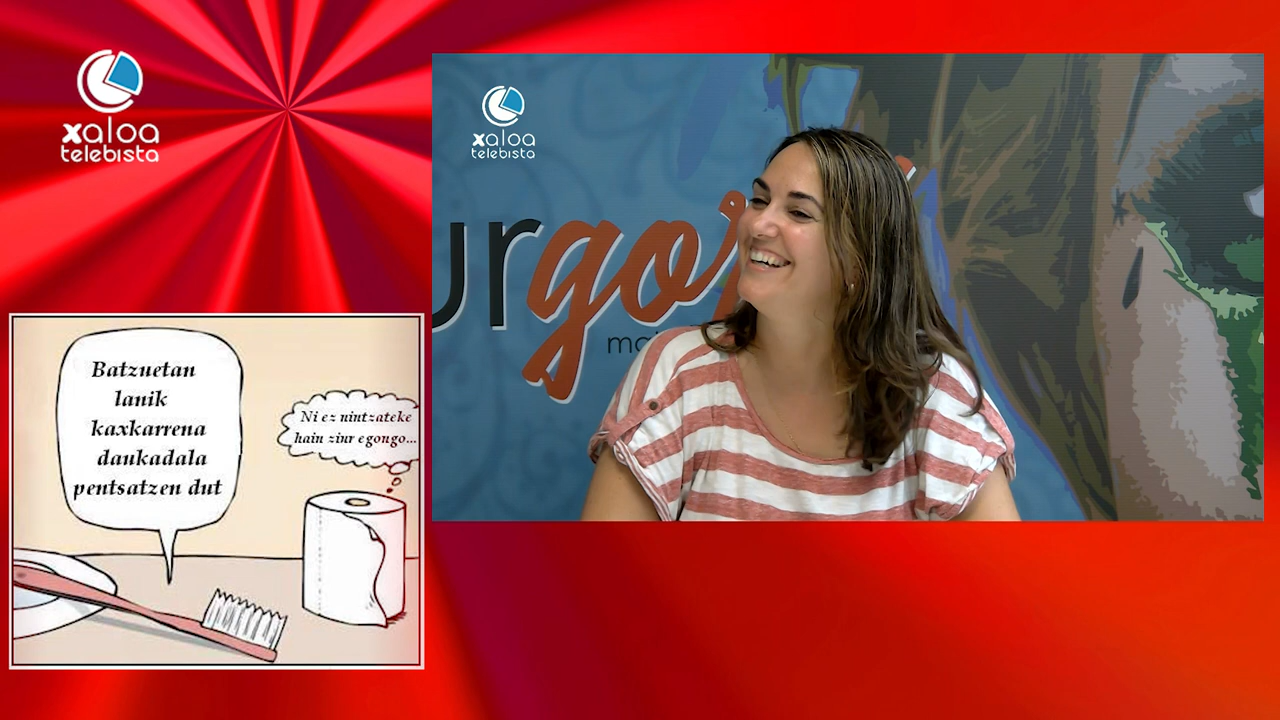 xaloa
telebista
xaloa
telebista
Batzuetan
lanik
kaxkarrena
daukadala
pentsatzen dut
Ni ez nintzateke
hain ziur egongo...